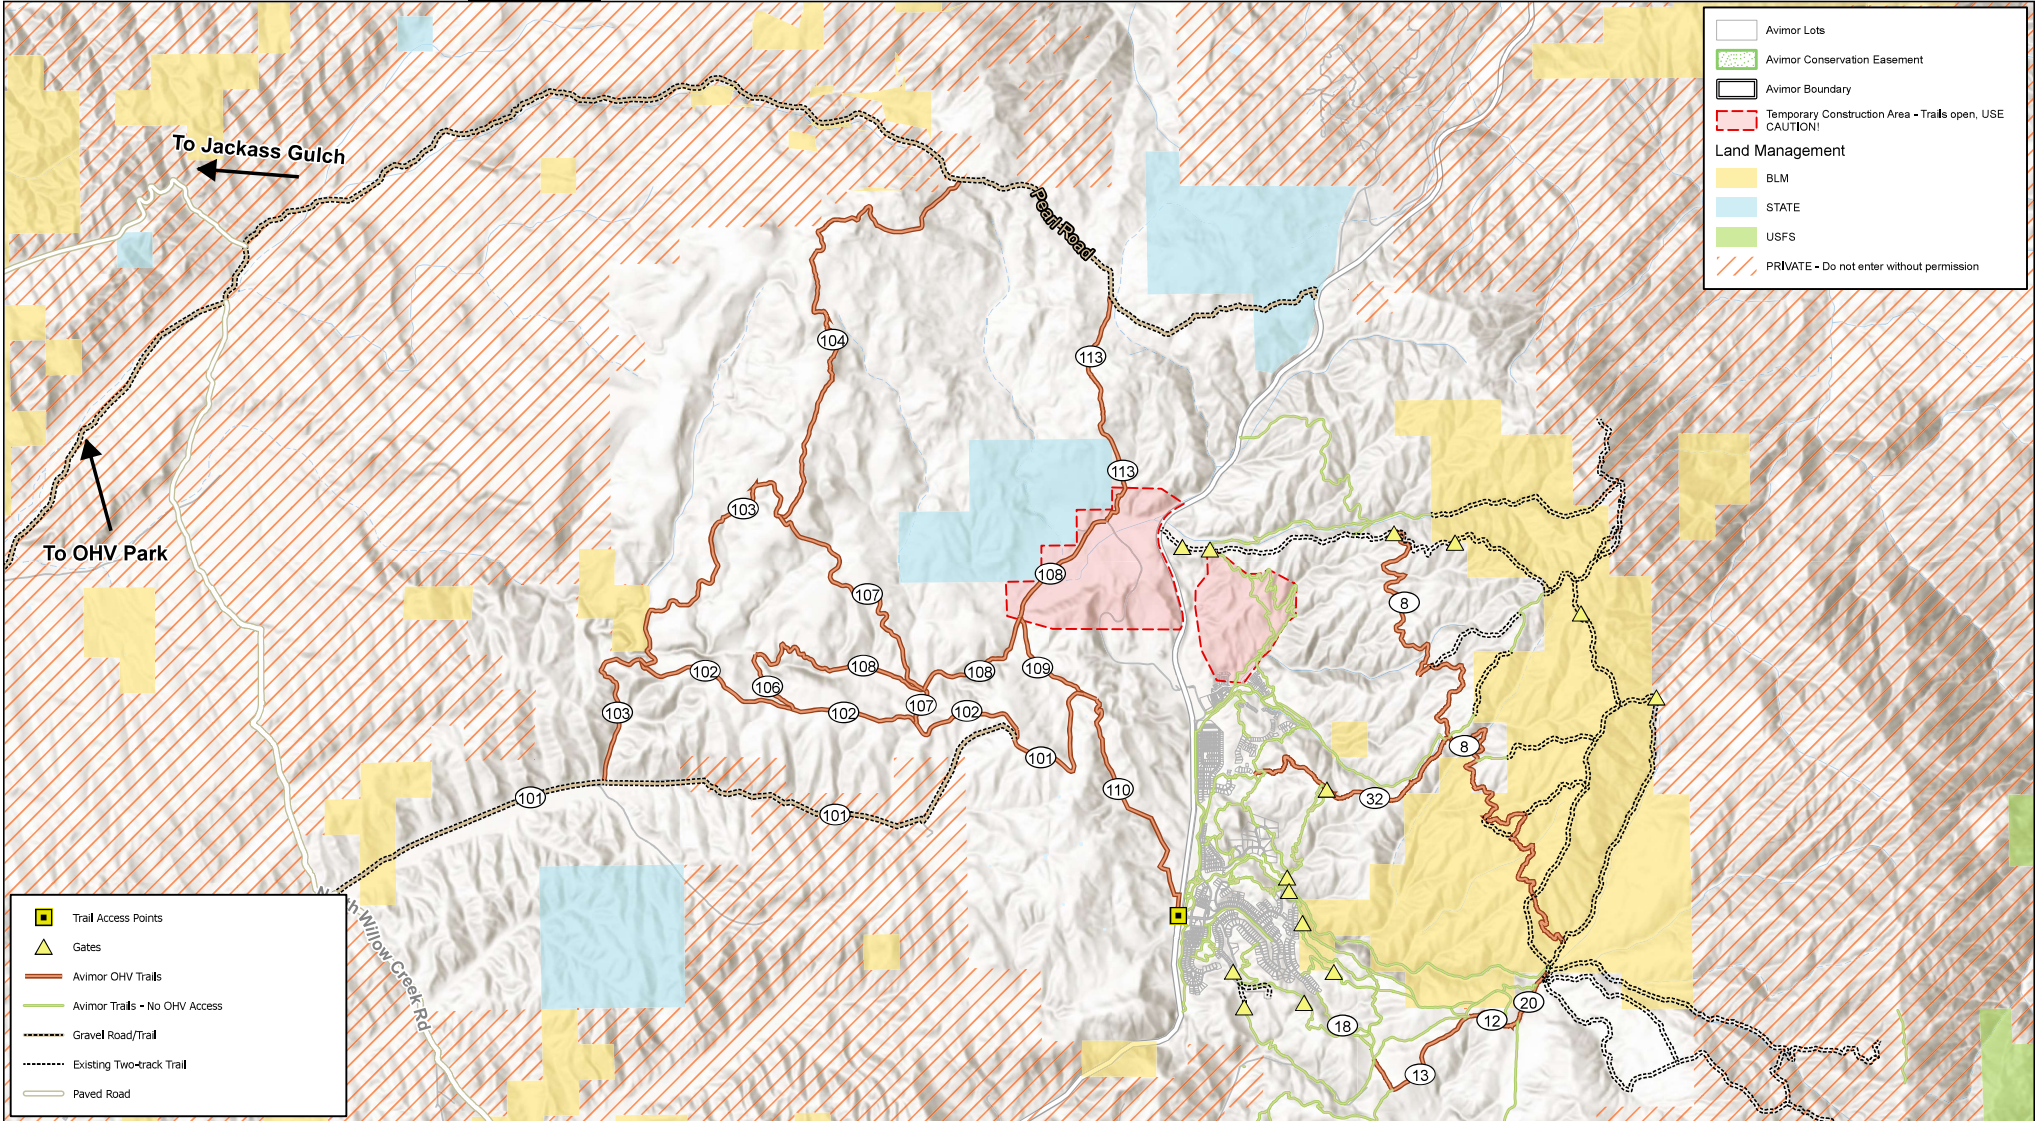 Avimor Lots
Avimor Conservation Easement
Avimor Boundary
Temporary Construction Area - Trails open, USE
CAUTION!
Land Management
BLM
STATE
USFS
PRIVATE - Do not enter without permission
To Jackass Gulch
Pearl Road
104
113
113
103
To OHV Park
108
107
8
102
108
108
109
106
103
102
107
102
8
101
101
110
32
101
20
12
18
13
North Willow Creek Rd
Trail Access Points
Gates
Avimor OHV Trails
Avimor Trails - No OHV Access
Gravel Road/Trail
Existing Two-track Trail
Paved Road